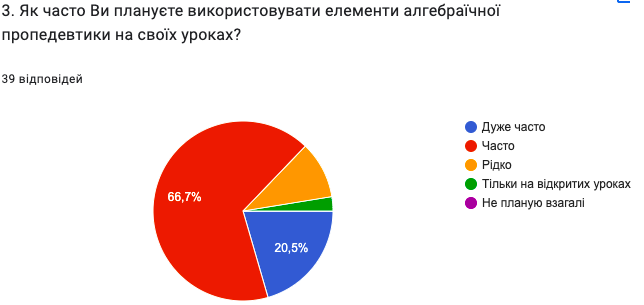 3. Як часто Ви плануєте використовувати елементи алгебраїчної
пропедевтики на своїх уроках?
39 відповідей
66,7%
20,5%
Дуже часто
Часто
Рідко
Тільки на відкритих уроках
Не планую взагалі